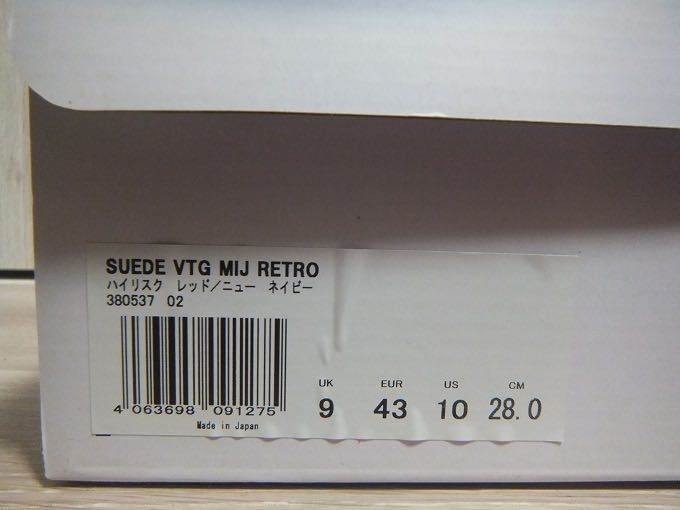 SUEDE VTG MIJ RETRO
ハイリスク レッド/ニュー ネイビー
380537 02
4 063698 091275
Made in Japan
UK EUR US CM
9 43 10 28.0